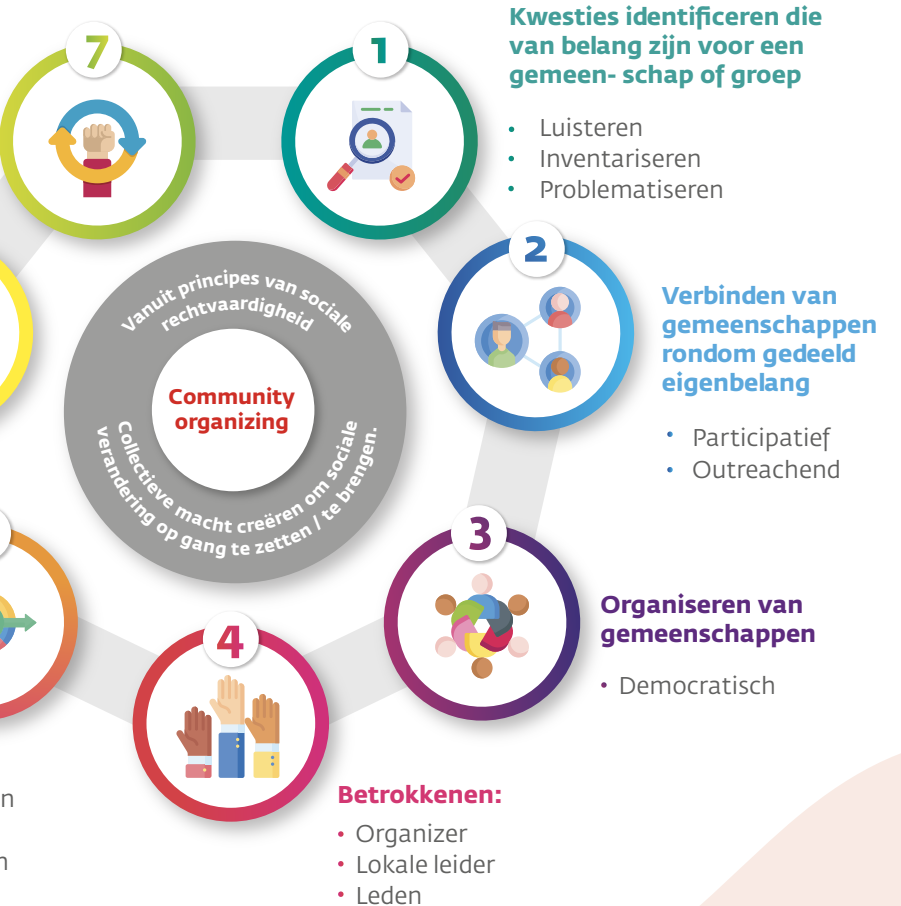 7
1
Kwesties identificeren die
van belang zijn voor een
gemeen- schap of groep
• Luisteren
• Inventariseren
• Problematiseren
2
Verbinden van
gemeenschappen
rondom gedeeld
eigenbelang
• Participatief
• Outreachend
Vanuit principes van sociale
rechtvaardigheid
Community
organizing
Collectieve macht creëren om sociale
verandering op gang te zetten / te brengen.
3
Organiseren van
gemeenschappen
• Democratisch
4
Betrokkenen:
• Organizer
• Lokale leider
• Leden
n